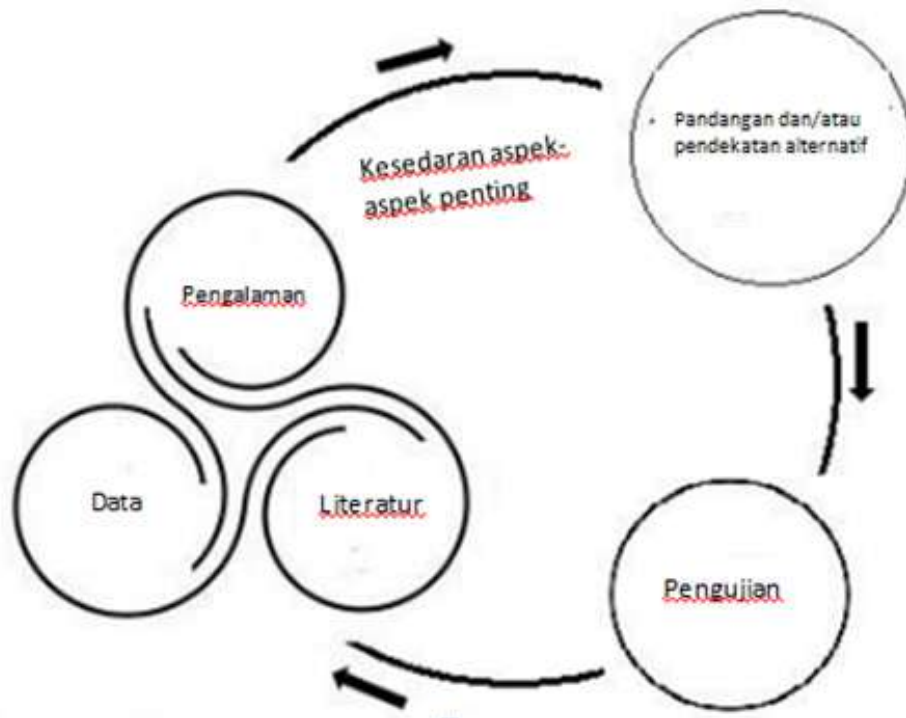 Kesedaran aspek-
aspek penting
Pandangan dan/atau
pendekatan alternatif
Pengalaman
Data
Literatur
Pengujian